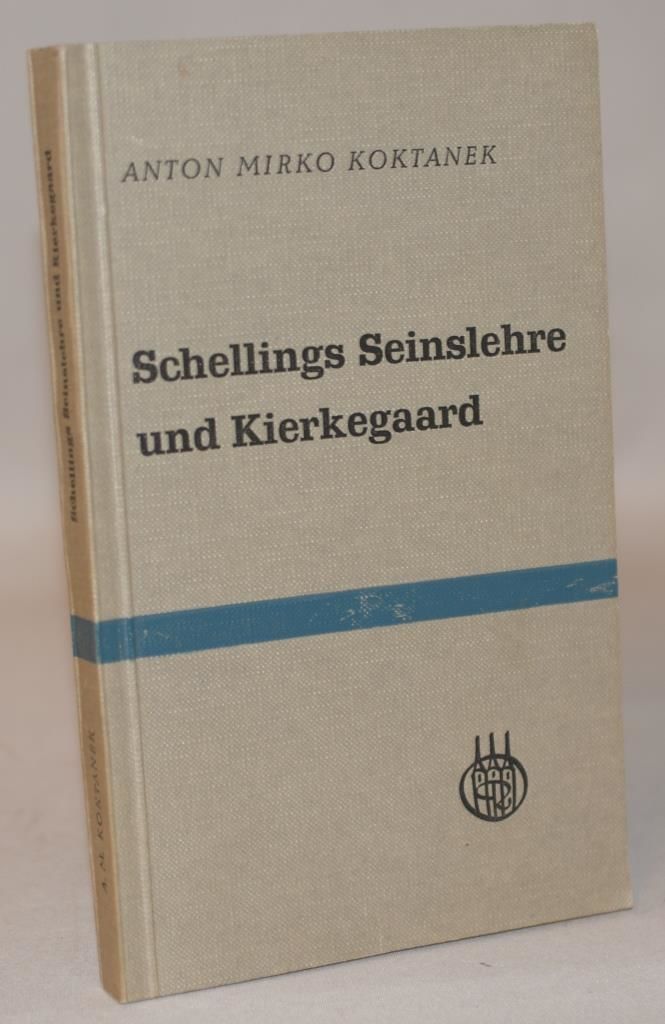 ANTON MIRKO KOKTANEK
Schellings Seinslehre
und Kierkegaard
Schellings Seinslehre und Kierkegaard
A. M. KOKTANEK